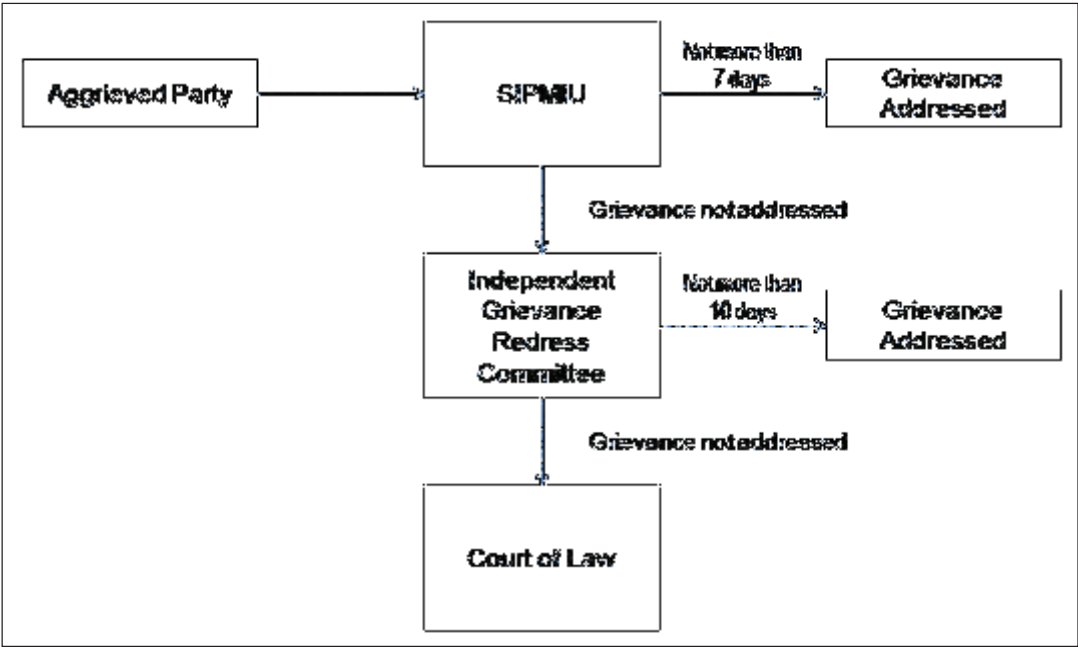 Aggrieved Party
SIPMIU
Not more than
7 days
Grievance
Addressed
Grievance not addressed
Independent
Grievance
Redress
Committee
Not more than
10 days
Grievance
Addressed
Grievance not addressed
Court of Law